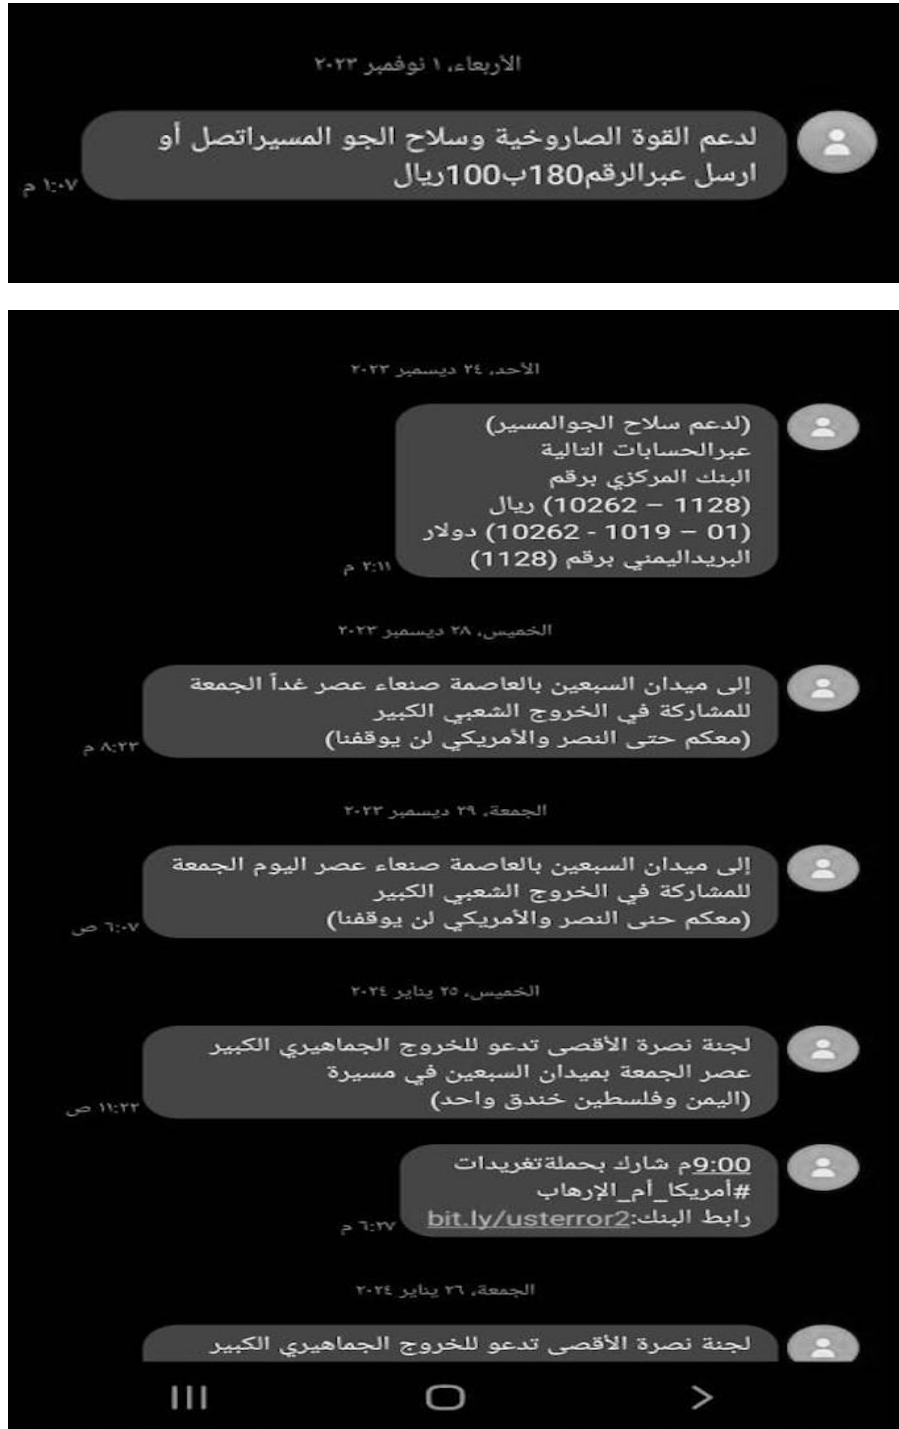 الأربعاء، ١ نوفمبر ٢٠٢٣
لدعم القوة الصاروخية وسلاح الجو المسيراتصل أو
ارسل عبرالرقم180ب100ريال
١:٠٧ م
الأحد، ٢٤ ديسمبر ٢٠٢٣
(لدعم سلاح الجوالمسير)
عبرالحسابات التالية
البنك المركزي برقم
(1128 – 10262) ريال
(01 – 1019 - 10262) دولار
البريداليمني برقم (1128)
٢:١١ م
الخميس، ٢٨ ديسمبر ٢٠٢٣
إلى ميدان السبعين بالعاصمة صنعاء عصر غداً الجمعة
للمشاركة في الخروج الشعبي الكبير
(معكم حتى النصر والأمريكي لن يوقفنا)
٨:٢٣ م
الجمعة، ٢٩ ديسمبر ٢٠٢٣
إلى ميدان السبعين بالعاصمة صنعاء عصر اليوم الجمعة
للمشاركة في الخروج الشعبي الكبير
(معكم حنى النصر والأمريكي لن يوقفنا)
٦:٠٧ ص
الخميس، ٢٥ يناير ٢٠٢٤
لجنة نصرة الأقصى تدعو للخروج الجماهيري الكبير
عصر الجمعة بميدان السبعين في مسيرة
(اليمن وفلسطين خندق واحد)
١١:٢٢ ص
9:00م شارك بحملةتغريدات
#أمريكا_أم_الإرهاب
رابط البنك:bit.ly/usterror2
٦:٢٧ م
الجمعة، ٢٦ يناير ٢٠٢٤
لجنة نصرة الأقصى تدعو للخروج الجماهيري الكبير